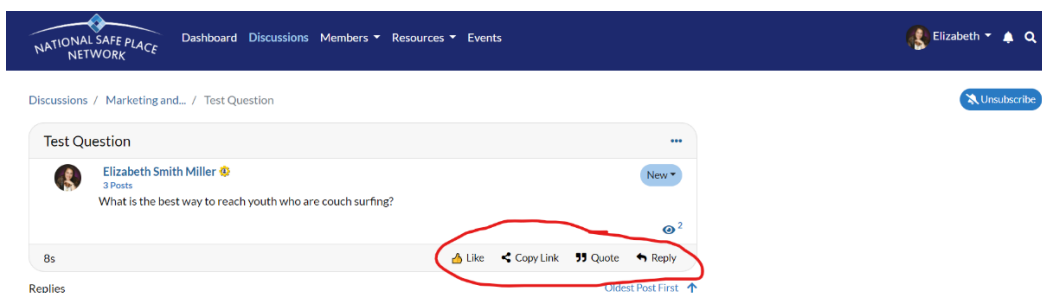 NATIONAL SAFE PLACE
NETWORK
Dashboard Discussions Members Resources Events
Elizabeth
Discussions / Marketing and... / Test Question
Unsubscribe
Test Question
Elizabeth Smith Miller
3 Posts
New
What is the best way to reach youth who are couch surfing?
2
8s
Like Copy Link Quote Reply
Replies
Oldest Post First